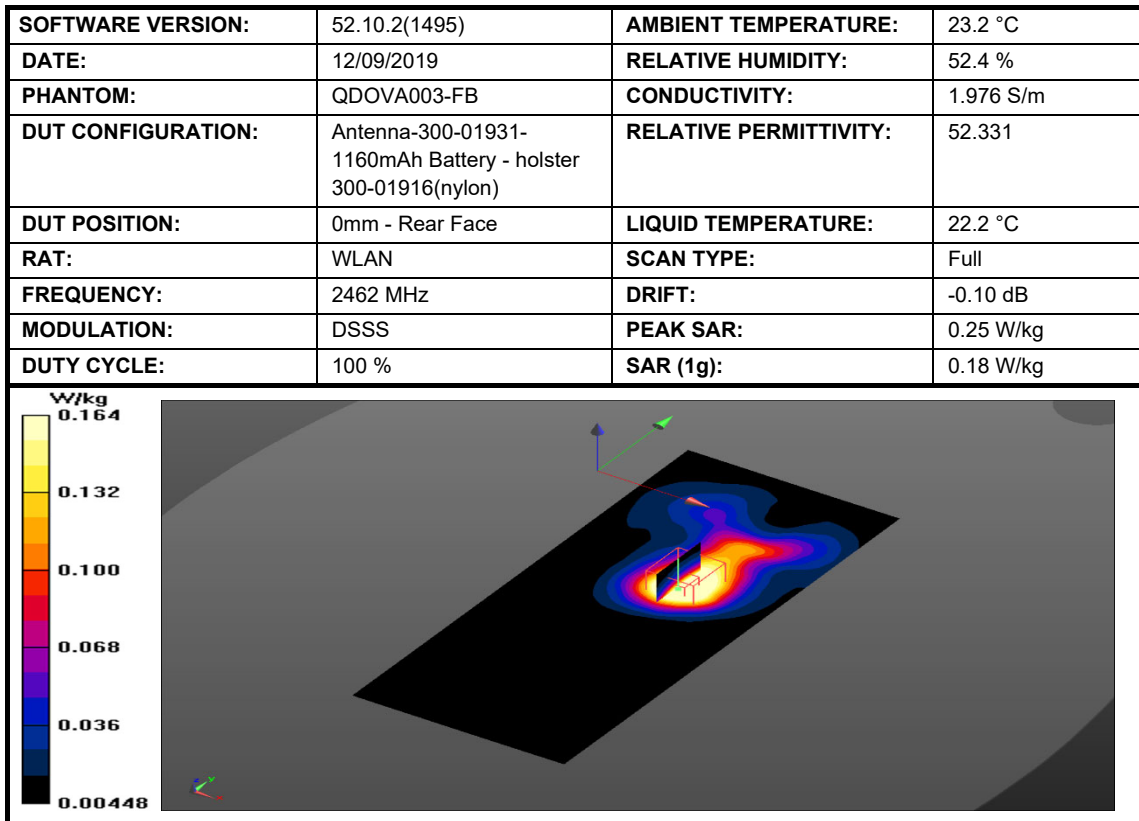 SOFTWARE VERSION: 52.10.2(1495) AMBIENT TEMPERATURE: 23.2 °C
DATE: 12/09/2019 RELATIVE HUMIDITY: 52.4 %
PHANTOM: QDOVA003-FB CONDUCTIVITY: 1.976 S/m
DUT CONFIGURATION: Antenna-300-01931- RELATIVE PERMITTIVITY: 52.331
1160mAh Battery - holster
300-01916(nylon)
DUT POSITION: 0mm - Rear Face LIQUID TEMPERATURE: 22.2 °C
RAT: WLAN SCAN TYPE: Full
FREQUENCY: 2462 MHz DRIFT: -0.10 dB
MODULATION: DSSS PEAK SAR: 0.25 W/kg
DUTY CYCLE: 100 % SAR (1g): 0.18 W/kg
W/kg
0.164
0.132
0.100
0.068
0.036
0.00448
z y
x